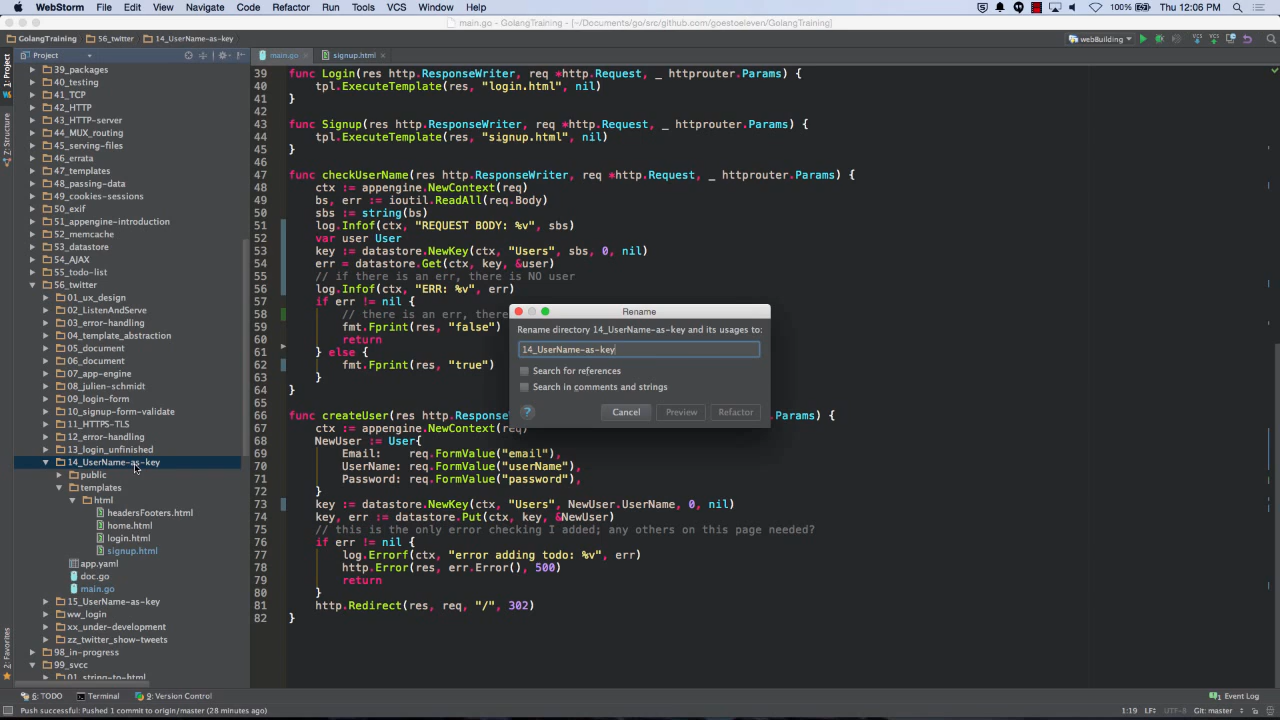 WebStorm File Edit View Navigate Code Refactor Run Tools VCS Window Help 100% Thu 12:06 PM
main.go - GolangTraining - [~/Documents/go/src/github.com/goestoeleven/GolangTraining]
GolangTraining 56_twitter 14_UserName-as-key webBuilding
Project main.go signup.html
1: Project
Z: Structure
2: Favorites
39_packages
40_testing
41_TCP
42_HTTP
43_HTTP-server
44_MUX_routing
45_serving-files
46_errata
47_templates
48_passing-data
49_cookies-sessions
50_exif
51_appengine-introduction
52_memcache
53_datastore
54_AJAX
55_todo-list
56_twitter
01_ux_design
02_ListenAndServe
03_error-handling
04_template_abstraction
05_document
06_document
07_app-engine
08_julien-schmidt
09_login-form
10_signup-form-validate
11_HTTPS-TLS
12_error-handling
13_login_unfinished
14_UserName-as-key
public
templates
html
headersFooters.html
home.html
login.html
signup.html
app.yaml
doc.go
main.go
15_UserName-as-key
ww_login
xx_under-development
zz_twitter_show-tweets
98_in-progress
99_svcc
01_string-to-html
39 func Login(res http.ResponseWriter, req *http.Request, _ httprouter.Params) {
40 tpl.ExecuteTemplate(res, "login.html", nil)
41 }
42
43 func Signup(res http.ResponseWriter, req *http.Request, _ httprouter.Params) {
44 tpl.ExecuteTemplate(res, "signup.html", nil)
45 }
46
47 func checkUserName(res http.ResponseWriter, req *http.Request, _ httprouter.Params) {
48 ctx := appengine.NewContext(req)
49 bs, err := ioutil.ReadAll(req.Body)
50 sbs := string(bs)
51 log.Infof(ctx, "REQUEST BODY: %v", sbs)
52 var user User
53 key := datastore.NewKey(ctx, "Users", sbs, 0, nil)
54 err = datastore.Get(ctx, key, &user)
55 // if there is an err, there is NO user
56 log.Infof(ctx, "ERR: %v", err)
57 if err != nil {
58 // there is an err, there
59 fmt.Fprint(res, "false")
60 return
61 } else {
62 fmt.Fprint(res, "true")
63 }
64 }
65
66 func createUser(res http.Respo Params) {
67 ctx := appengine.NewContext(req)
68 NewUser := User{
69 Email: req.FormValue("email"),
70 UserName: req.FormValue("userName"),
71 Password: req.FormValue("password"),
72 }
73 key := datastore.NewKey(ctx, "Users", NewUser.UserName, 0, nil)
74 key, err := datastore.Put(ctx, key, &NewUser)
75 // this is the only error checking I added; any others on this page needed?
76 if err != nil {
77 log.Errorf(ctx, "error adding todo: %v", err)
78 http.Error(res, err.Error(), 500)
79 return
80 }
81 http.Redirect(res, req, "/", 302)
82 }
Rename
Rename directory 14_UserName-as-key and its usages to:
14_UserName-as-key
Search for references
Search in comments and strings
? Cancel Preview Refactor
6: TODO Terminal 9: Version Control 1 Event Log
Push successful: Pushed 1 commit to origin/master (28 minutes ago) 1:19 LF UTF-8 Git: master